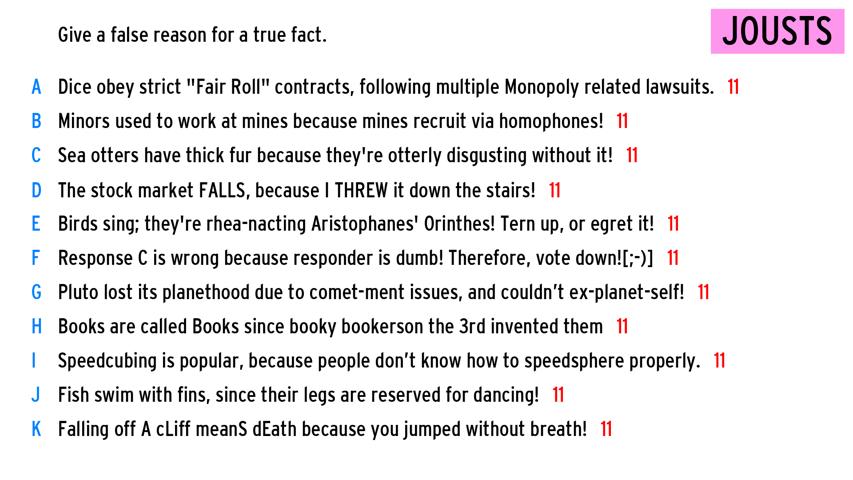 Give a false reason for a true fact.
JOUSTS
A Dice obey strict "Fair Roll" contracts, following multiple Monopoly related lawsuits. 11
B Minors used to work at mines because mines recruit via homophones! 11
C Sea otters have thick fur because they're otterly disgusting without it! 11
D The stock market FALLS, because I THREW it down the stairs! 11
E Birds sing; they're rhea-nacting Aristophanes' Orinthes! Tern up, or egret it! 11
F Response C is wrong because responder is dumb! Therefore, vote down![;-)] 11
G Pluto lost its planethood due to comet-ment issues, and couldn’t ex-planet-self! 11
H Books are called Books since booky bookerson the 3rd invented them 11
I Speedcubing is popular, because people don’t know how to speedsphere properly. 11
J Fish swim with fins, since their legs are reserved for dancing! 11
K Falling off A cLiff meanS dEath because you jumped without breath! 11